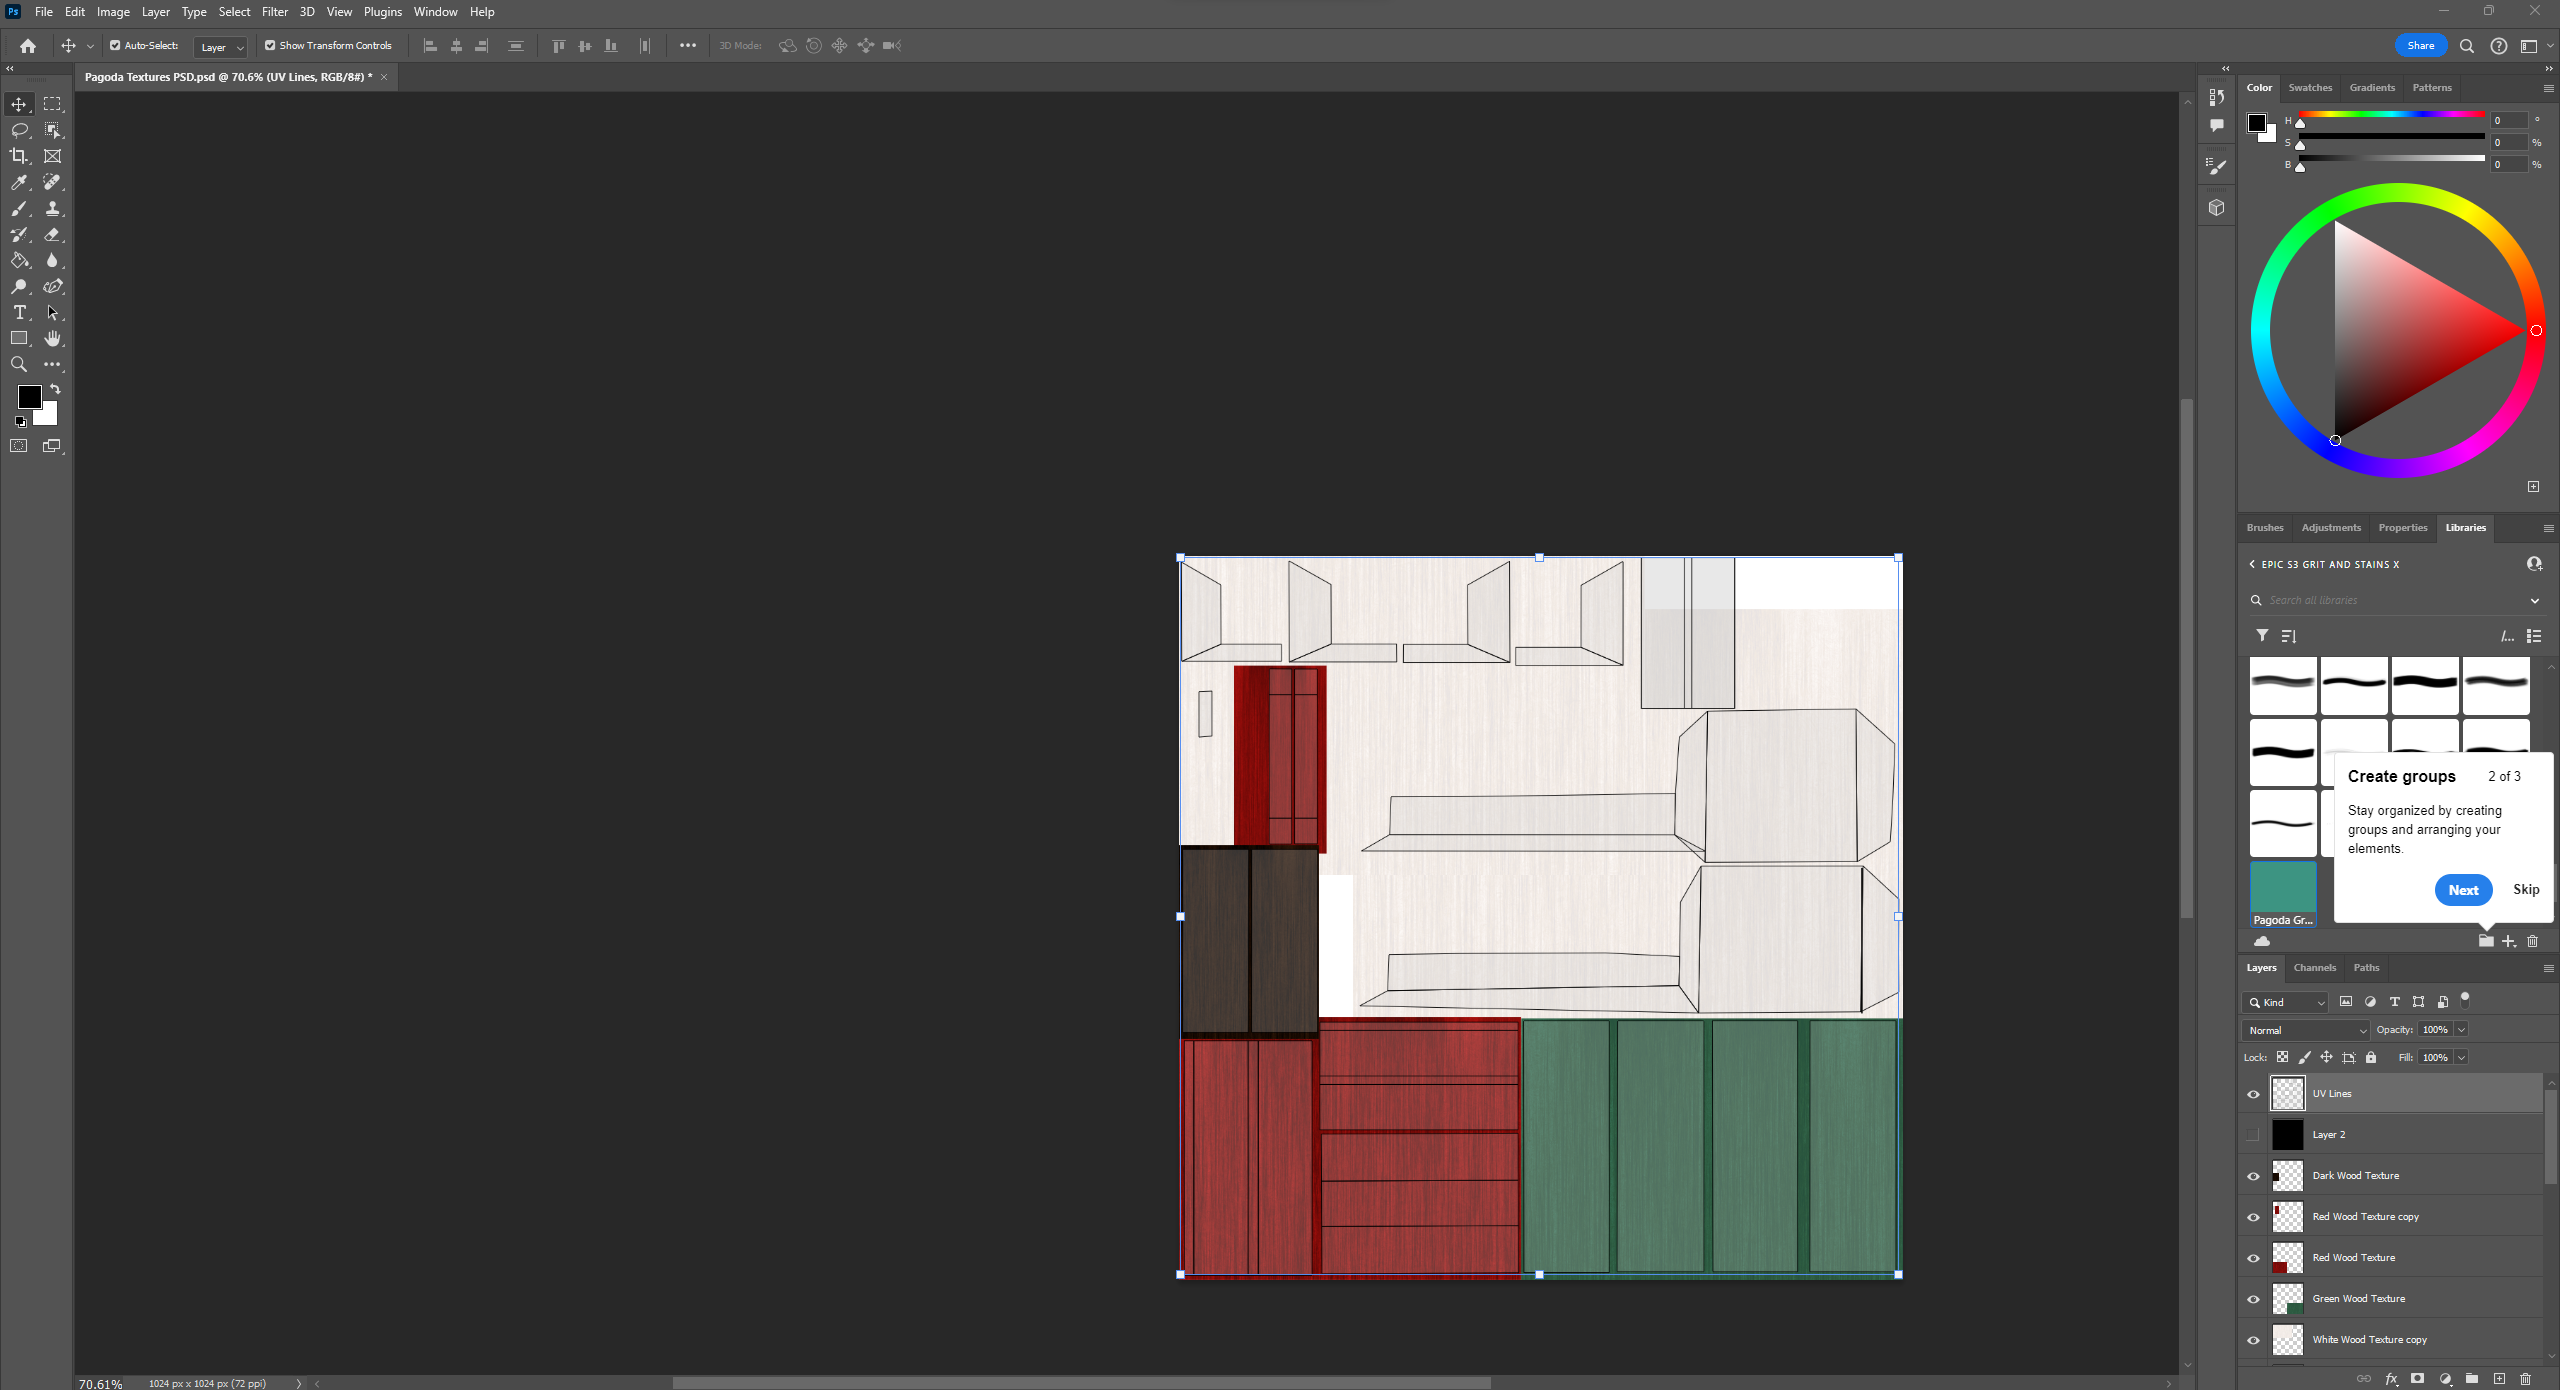 Ps File Edit Image Layer Type Select Filter 3D View Plugins Window Help
Auto-Select: Layer Show Transform Controls 3D Mode: Share
Pagoda Textures PSD.psd @ 70.6% (UV Lines, RGB/8#) * ×
Color Swatches Gradients Patterns
H 0 °
S 0 %
B 0 %
Brushes Adjustments Properties Libraries
EPIC S3 GRIT AND STAINS X
Search all libraries
/...
Create groups 2 of 3
Stay organized by creating
groups and arranging your
elements.
Next Skip
Pagoda Gr...
Layers Channels Paths
Kind
Normal Opacity: 100%
Lock: Fill: 100%
UV Lines
Layer 2
Dark Wood Texture
Red Wood Texture copy
Red Wood Texture
Green Wood Texture
White Wood Texture copy
fx
70.61% 1024 px x 1024 px (72 ppi)